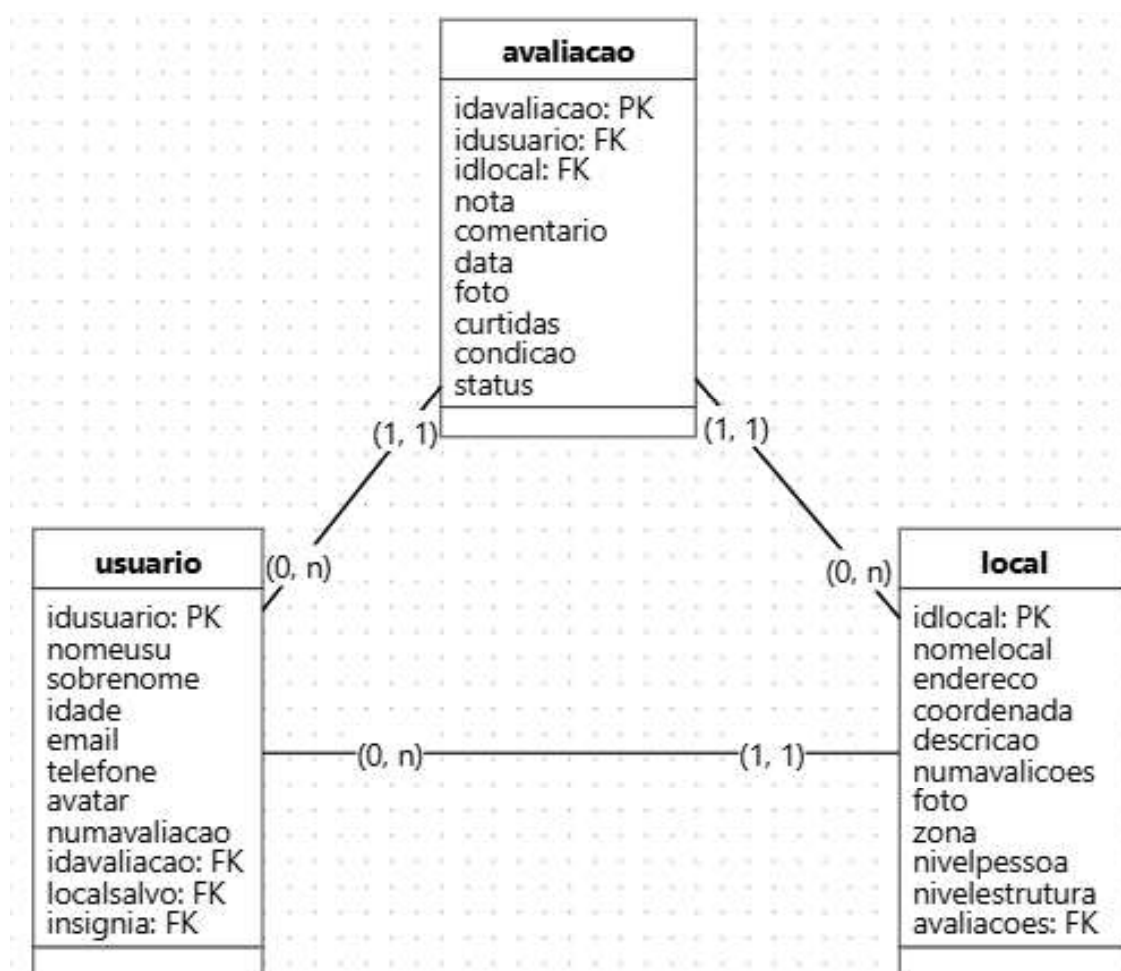 avaliacao
idavaliacao: PK
idusuario: FK
idlocal: FK
nota
comentario
data
foto
curtidas
condicao
status
(1, 1)
(1, 1)
(0, n)
(0, n)
usuario
idusuario: PK
nomeusu
sobrenome
idade
email
telefone
avatar
numavaliacao
idavaliacao: FK
localsalvo: FK
insignia: FK
(0, n)
(1, 1)
local
idlocal: PK
nomelocal
endereco
coordenada
descricao
numavalicoes
foto
zona
nivelpessoa
nivelestrutura
avaliacoes: FK